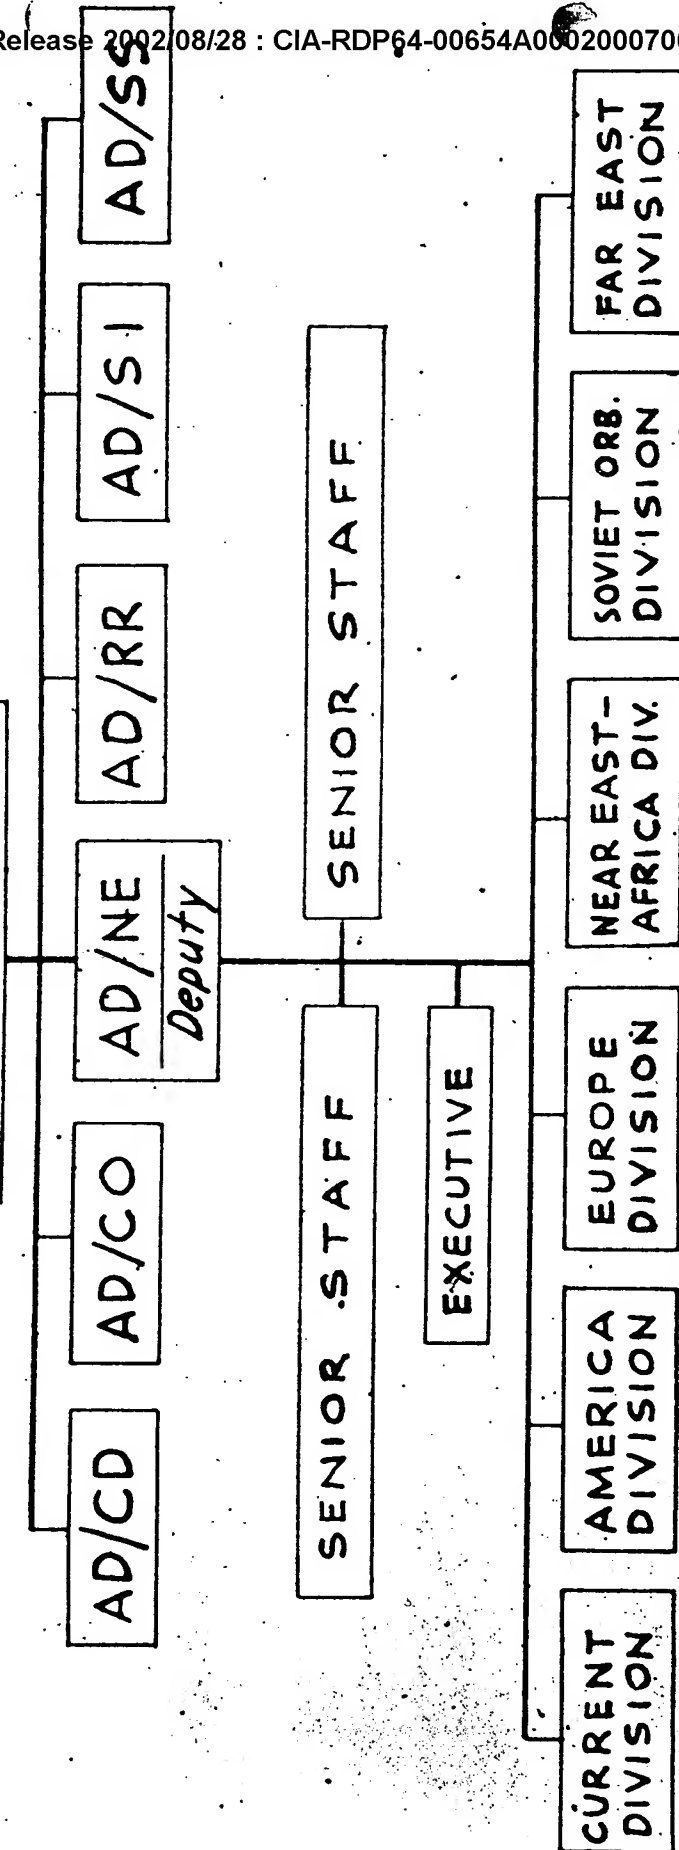 Release 2002/08/28 : CIA-RDP64-00654A0002000700
AD/CD
AD/CO
AD/NE
Deputy
AD/RR
AD/SI
AD/SS
SENIOR STAFF
SENIOR STAFF
EXECUTIVE
CURRENT
DIVISION
AMERICA
DIVISION
EUROPE
DIVISION
NEAR EAST-
AFRICA DIV.
SOVIET ORB.
DIVISION
FAR EAST
DIVISION